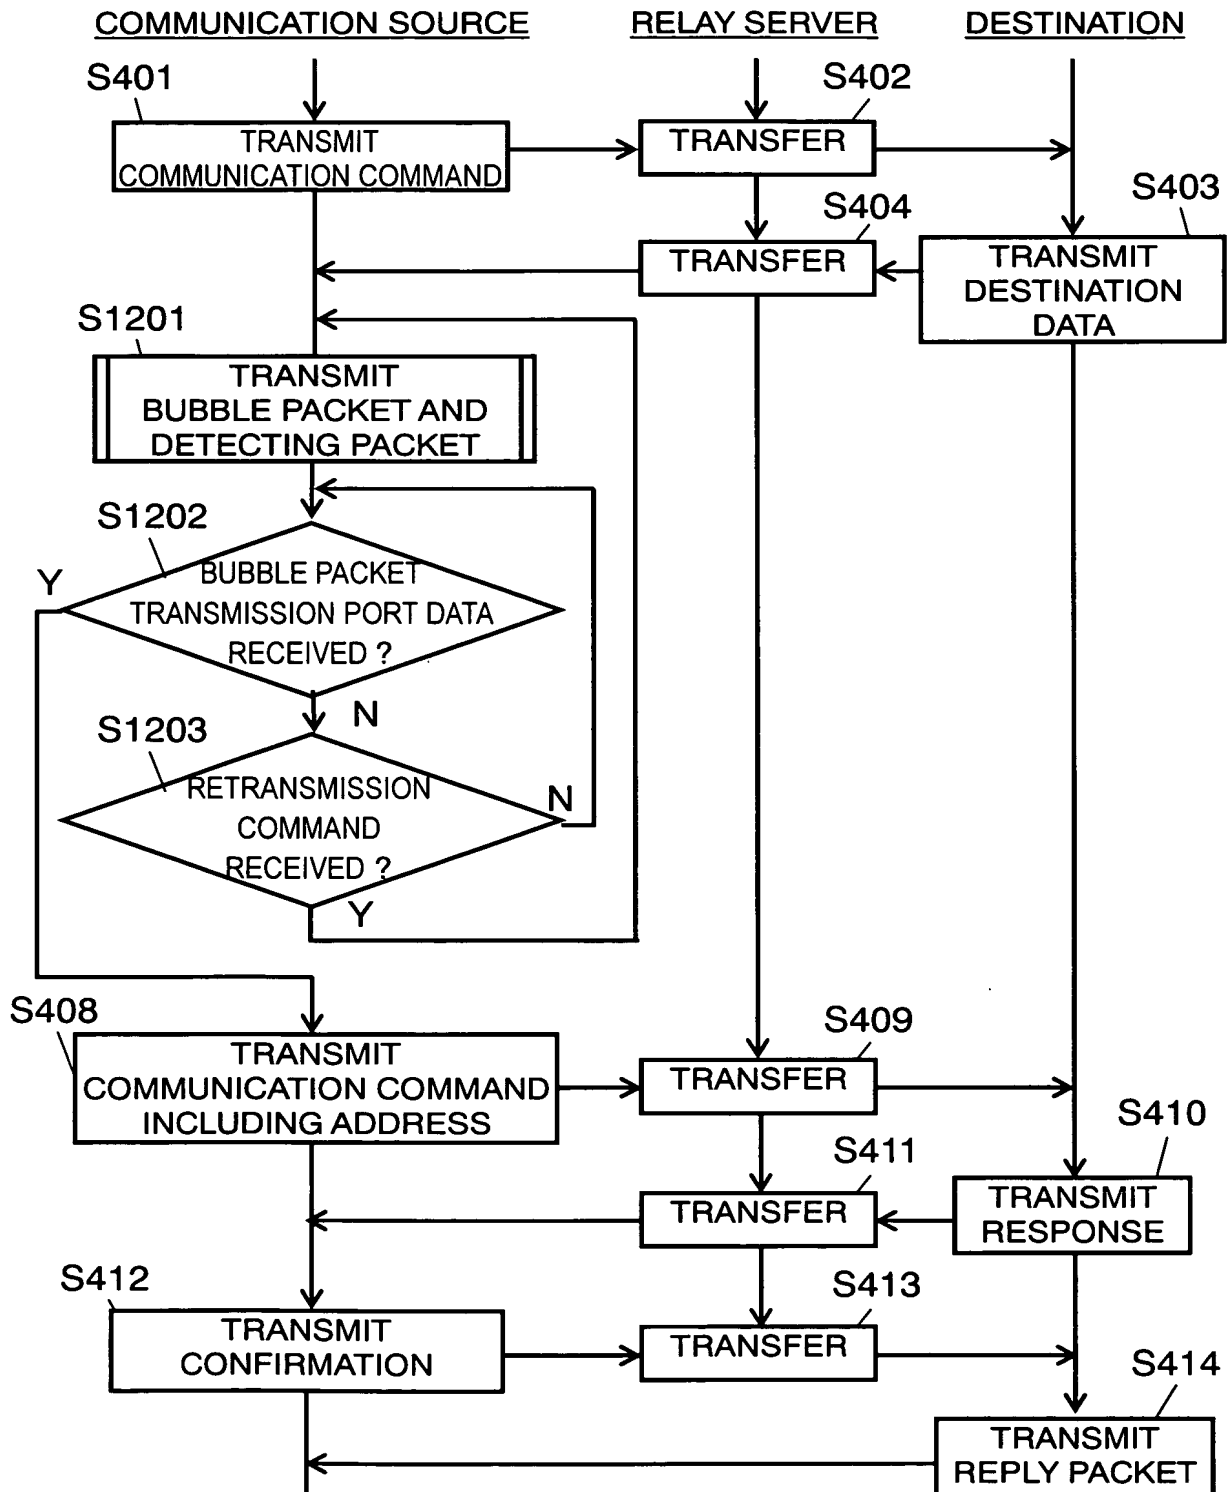 COMMUNICATION SOURCE
RELAY SERVER
DESTINATION
S401
S402
TRANSMIT
COMMUNICATION COMMAND
TRANSFER
S403
S404
TRANSFER
TRANSMIT
DESTINATION
DATA
S1201
TRANSMIT
BUBBLE PACKET AND
DETECTING PACKET
S1202
Y
BUBBLE PACKET
TRANSMISSION PORT DATA
RECEIVED ?
N
S1203
RETRANSMISSION
COMMAND
RECEIVED ?
N
Y
S408
TRANSMIT
COMMUNICATION COMMAND
INCLUDING ADDRESS
S409
TRANSFER
S410
S411
TRANSFER
TRANSMIT
RESPONSE
S412
TRANSMIT
CONFIRMATION
S413
TRANSFER
S414
TRANSMIT
REPLY PACKET